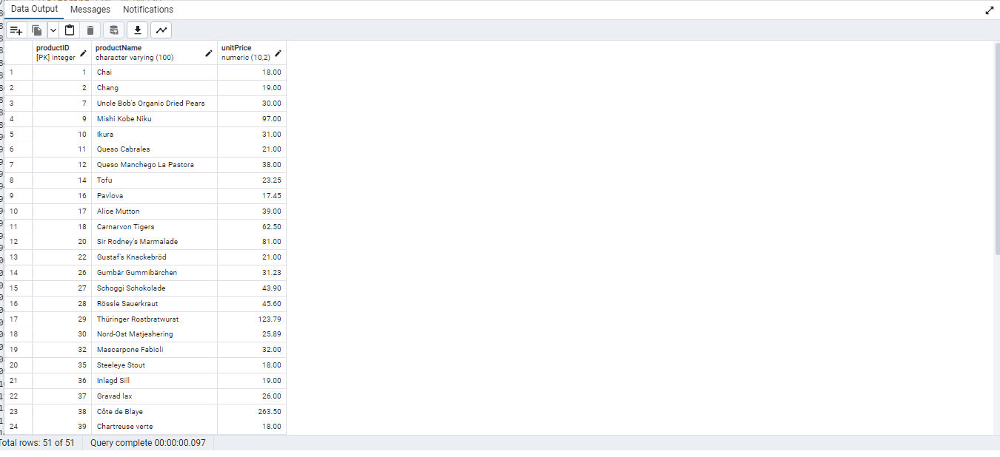 Data Output Messages Notifications
productID productName unitPrice
[PK] integer character varying (100) numeric (10,2)
1 1 Chai 18.00
2 2 Chang 19.00
3 7 Uncle Bob's Organic Dried Pears 30.00
4 9 Mishi Kobe Niku 97.00
5 10 Ikura 31.00
6 11 Queso Cabrales 21.00
7 12 Queso Manchego La Pastora 38.00
8 14 Tofu 23.25
9 16 Pavlova 17.45
10 17 Alice Mutton 39.00
11 18 Carnarvon Tigers 62.50
12 20 Sir Rodney's Marmalade 81.00
13 22 Gustaf's Knackebröd 21.00
14 26 Gumbär Gummibärchen 31.23
15 27 Schoggi Schokolade 43.90
16 28 Rössle Sauerkraut 45.60
17 29 Thüringer Rostbratwurst 123.79
18 30 Nord-Ost Matjeshering 25.89
19 32 Mascarpone Fabioli 32.00
20 35 Steeleye Stout 18.00
21 36 Inlagd Sill 19.00
22 37 Gravad lax 26.00
23 38 Côte de Blaye 263.50
24 39 Chartreuse verte 18.00
Total rows: 51 of 51 Query complete 00:00:00.097